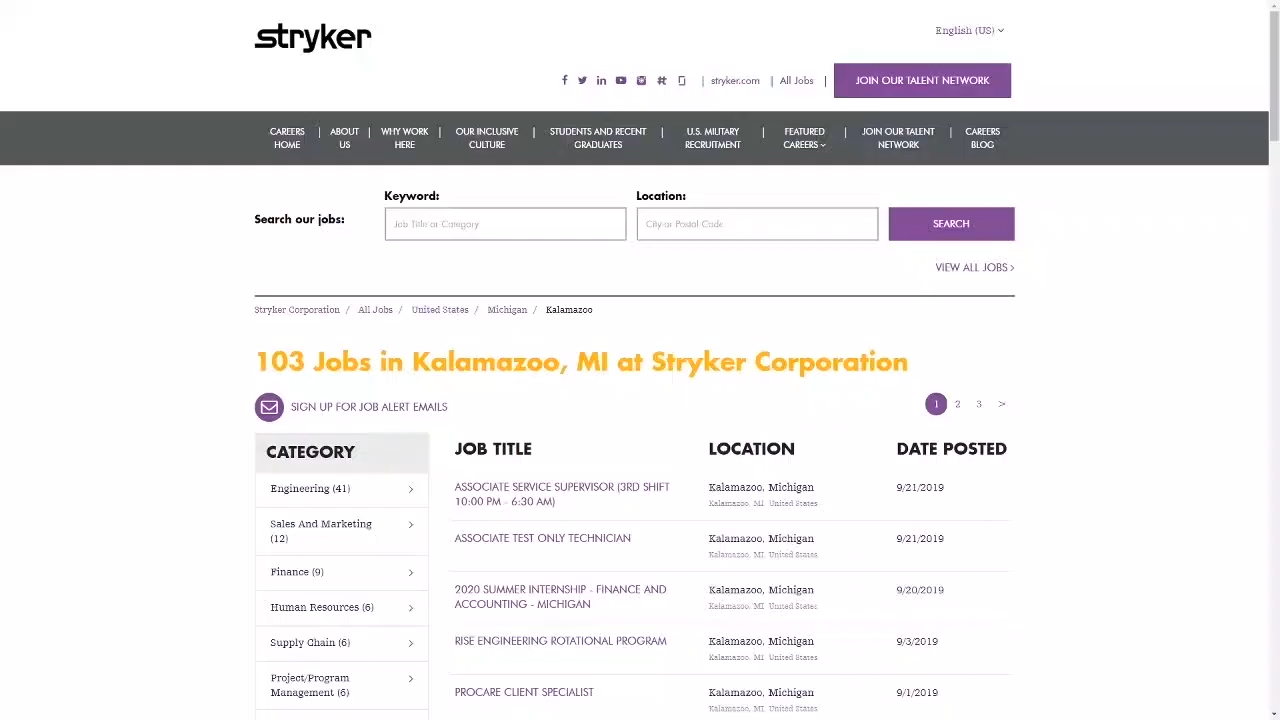 stryker
English (US)
| stryker.com | All Jobs |
JOIN OUR TALENT NETWORK
CAREERS HOME | ABOUT US | WHY WORK HERE | OUR INCLUSIVE CULTURE | STUDENTS AND RECENT GRADUATES | U.S. MILITARY RECRUITMENT | FEATURED CAREERS | JOIN OUR TALENT NETWORK | CAREERS BLOG
Search our jobs:
Keyword:
Job Title or Category
Location:
City or Postal Code
SEARCH
VIEW ALL JOBS >
Stryker Corporation / All Jobs / United States / Michigan / Kalamazoo
103 Jobs in Kalamazoo, MI at Stryker Corporation
SIGN UP FOR JOB ALERT EMAILS
1 2 3 >
CATEGORY
Engineering (41)
Sales And Marketing
(12)
Finance (9)
Human Resources (6)
Supply Chain (6)
Project/Program
Management (6)
JOB TITLE LOCATION DATE POSTED
ASSOCIATE SERVICE SUPERVISOR (3RD SHIFT
10:00 PM - 6:30 AM)
Kalamazoo, Michigan
Kalamazoo, MI United States
9/21/2019
ASSOCIATE TEST ONLY TECHNICIAN
Kalamazoo, Michigan
Kalamazoo, MI United States
9/21/2019
2020 SUMMER INTERNSHIP - FINANCE AND
ACCOUNTING - MICHIGAN
Kalamazoo, Michigan
Kalamazoo, MI United States
9/20/2019
RISE ENGINEERING ROTATIONAL PROGRAM
Kalamazoo, Michigan
Kalamazoo, MI United States
9/3/2019
PROCARE CLIENT SPECIALIST
Kalamazoo, Michigan
Kalamazoo, MI United States
9/1/2019